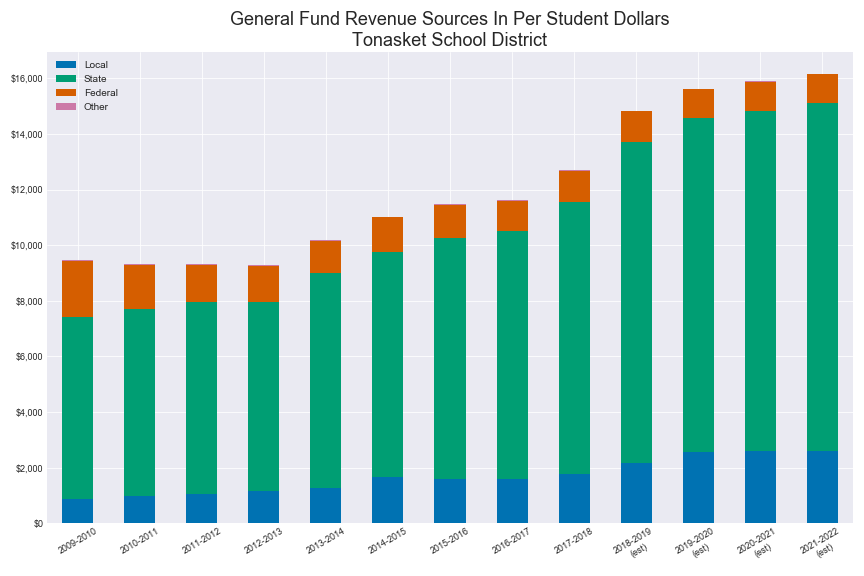 General Fund Revenue Sources In Per Student Dollars
Tonasket School District
Local
State
Federal
Other
$16,000
$14,000
$12,000
$10,000
$8,000
$6,000
$4,000
$2,000
$0
2009-2010
2010-2011
2011-2012
2012-2013
2013-2014
2014-2015
2015-2016
2016-2017
2017-2018
2018-2019
(est)
2019-2020
(est)
2020-2021
(est)
2021-2022
(est)